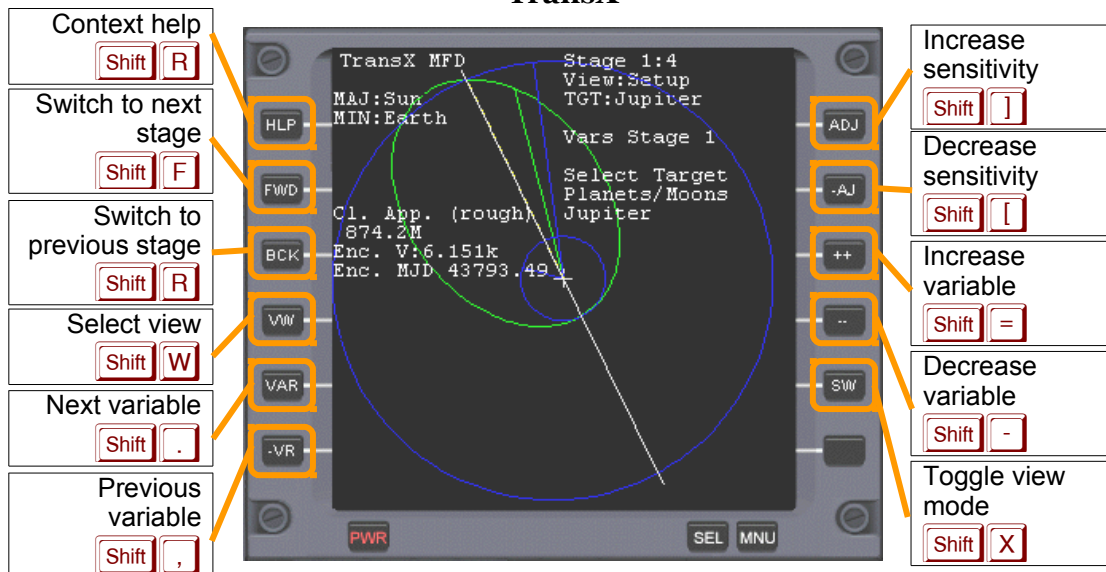 TransX
Context help
Shift R
Switch to next
stage
Shift F
Switch to
previous stage
Shift R
Select view
Shift W
Next variable
Shift .
Previous
variable
Shift ,
HLP
FWD
BCK
VW
VAR
-VR
TransX MFD
MAJ:Sun
MIN:Earth
Cl. App. (rough)
874.2M
Enc. V:6.151k
Enc. MJD 43793.49
Stage 1:4
View:Setup
TGT:Jupiter
Vars Stage 1
Select Target
Planets/Moons
Jupiter
PWR
SEL MNU
ADJ
-AJ
++
--
SW
Increase
sensitivity
Shift ]
Decrease
sensitivity
Shift [
Increase
variable
Shift =
Decrease
variable
Shift -
Toggle view
mode
Shift X